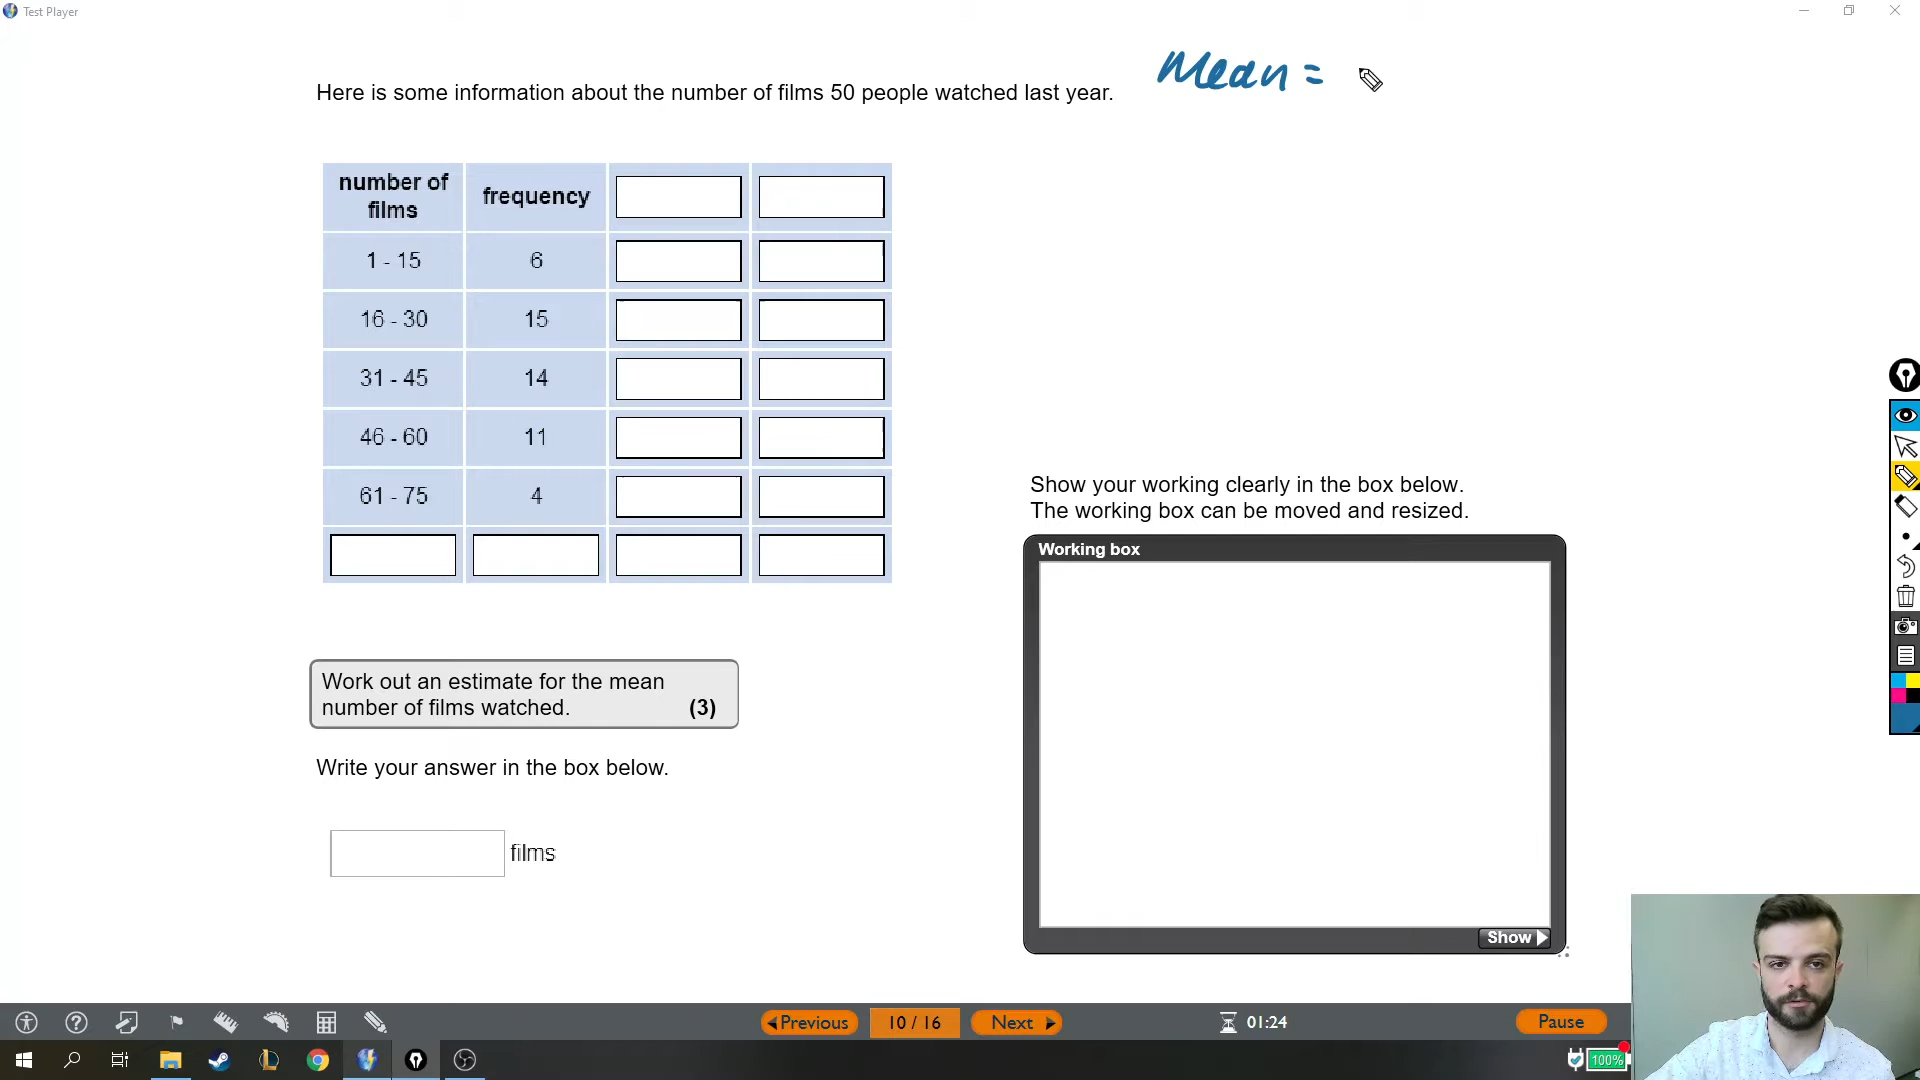 Test Player
Mean =
Here is some information about the number of films 50 people watched last year.
number of films frequency
1 - 15 6
16 - 30 15
31 - 45 14
46 - 60 11
61 - 75 4
Show your working clearly in the box below.
The working box can be moved and resized.
Working box
Work out an estimate for the mean
number of films watched. (3)
Write your answer in the box below.
films
Show
Previous 10 / 16 Next 01:24 Pause
100%